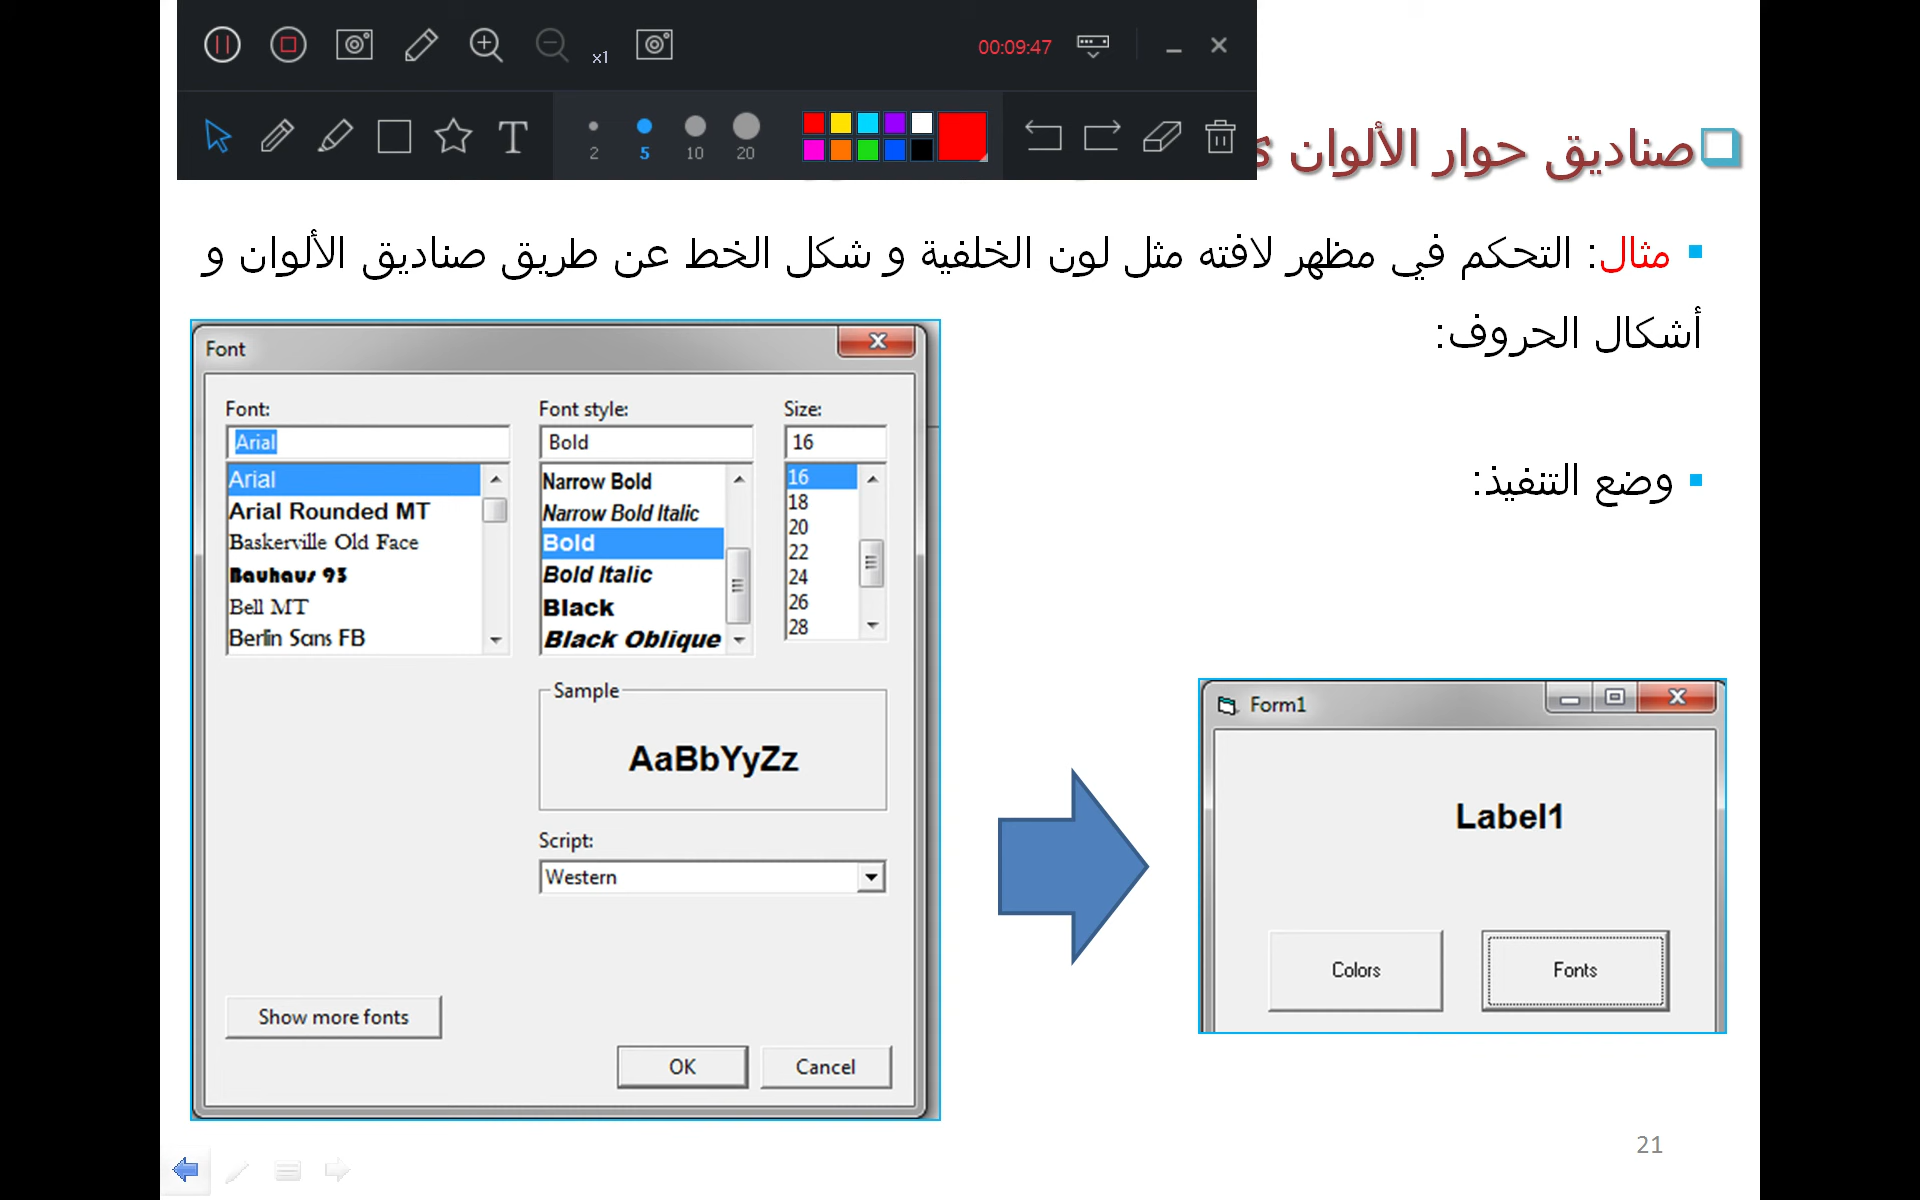 x1
00:09:47
2 5 10 20
صناديق حوار الألوان
مثال: التحكم في مظهر لافته مثل لون الخلفية و شكل الخط عن طريق صناديق الألوان و
أشكال الحروف:
وضع التنفيذ:
Font
Font: Font style: Size:
Arial Bold 16
Arial
Arial Rounded MT
Baskerville Old Face
Bauhaus 93
Bell MT
Berlin Sans FB
Narrow Bold
Narrow Bold Italic
Bold
Bold Italic
Black
Black Oblique
16
18
20
22
24
26
28
Sample
AaBbYyZz
Script:
Western
Show more fonts
OK Cancel
Form1
Label1
Colors Fonts
21